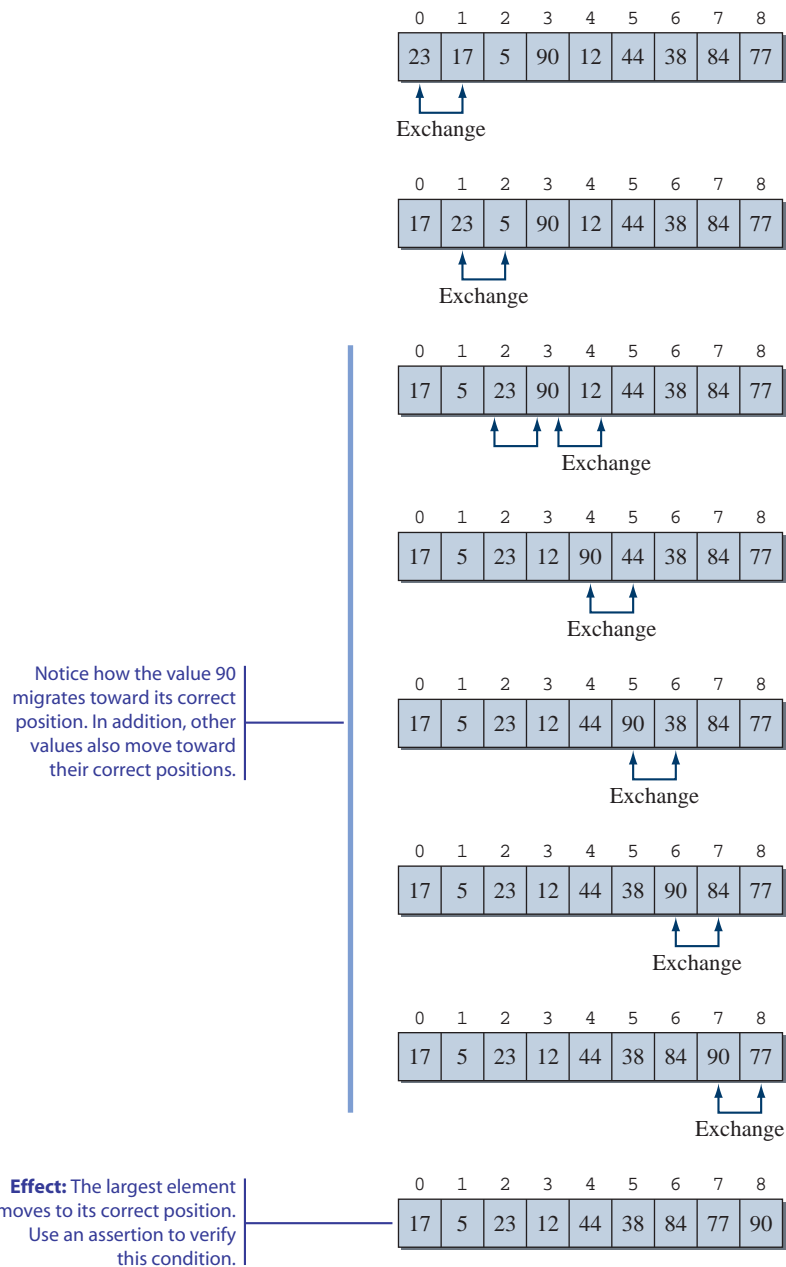 0 1 2 3 4 5 6 7 8
23 17 5 90 12 44 38 84 77
Exchange
0 1 2 3 4 5 6 7 8
17 23 5 90 12 44 38 84 77
Exchange
0 1 2 3 4 5 6 7 8
17 5 23 90 12 44 38 84 77
Exchange
0 1 2 3 4 5 6 7 8
17 5 23 12 90 44 38 84 77
Exchange
Notice how the value 90
migrates toward its correct
position. In addition, other
values also move toward
their correct positions.
0 1 2 3 4 5 6 7 8
17 5 23 12 44 90 38 84 77
Exchange
0 1 2 3 4 5 6 7 8
17 5 23 12 44 38 90 84 77
Exchange
0 1 2 3 4 5 6 7 8
17 5 23 12 44 38 84 90 77
Exchange
Effect: The largest element
moves to its correct position.
Use an assertion to verify
this condition.
0 1 2 3 4 5 6 7 8
17 5 23 12 44 38 84 77 90